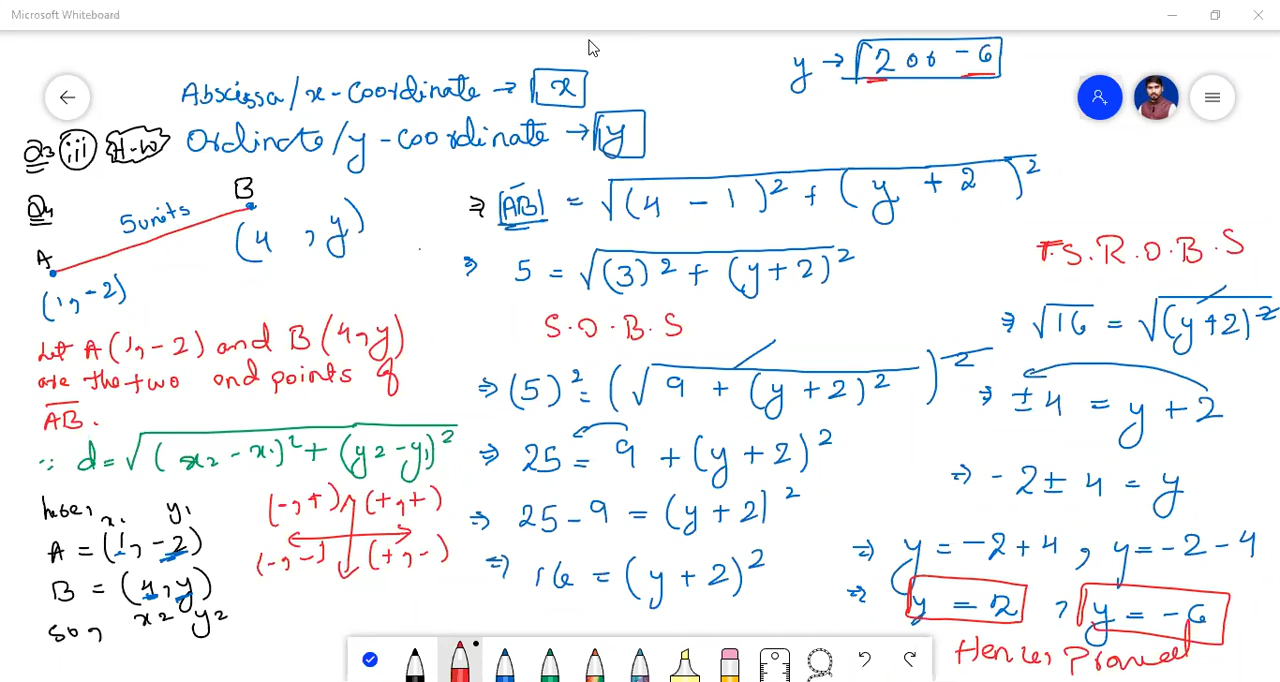 Microsoft Whiteboard
y → 2 or -6
Abscissa/x-coordinate → x
Q3 iii H-W
Ordinate/y-coordinate → y
Q4
A
B
5 units
(1, -2)
(4, y)
Let A(1, -2) and B(4, y)
are the two end points of
AB.
∵ d = √(x₂ - x₁)² + (y₂ - y₁)²
here,
x₁ y₁
A = (1, -2)
B = (4, y)
x₂ y₂
so,
(-, +) (+, +)
(-, -) (+, -)
⇒ |AB| = √(4 - 1)² + (y + 2)²
⇒ 5 = √(3)² + (y + 2)²
S.O.B.S
⇒ (5)² = (√9 + (y + 2)²)²
⇒ 25 = 9 + (y + 2)²
⇒ 25 - 9 = (y + 2)²
⇒ 16 = (y + 2)²
T.S.R.O.B.S
⇒ √16 = √(y + 2)²
⇒ ±4 = y + 2
⇒ -2 ± 4 = y
⇒ y = -2 + 4, y = -2 - 4
⇒ y = 2, y = -6
Hence, Proved